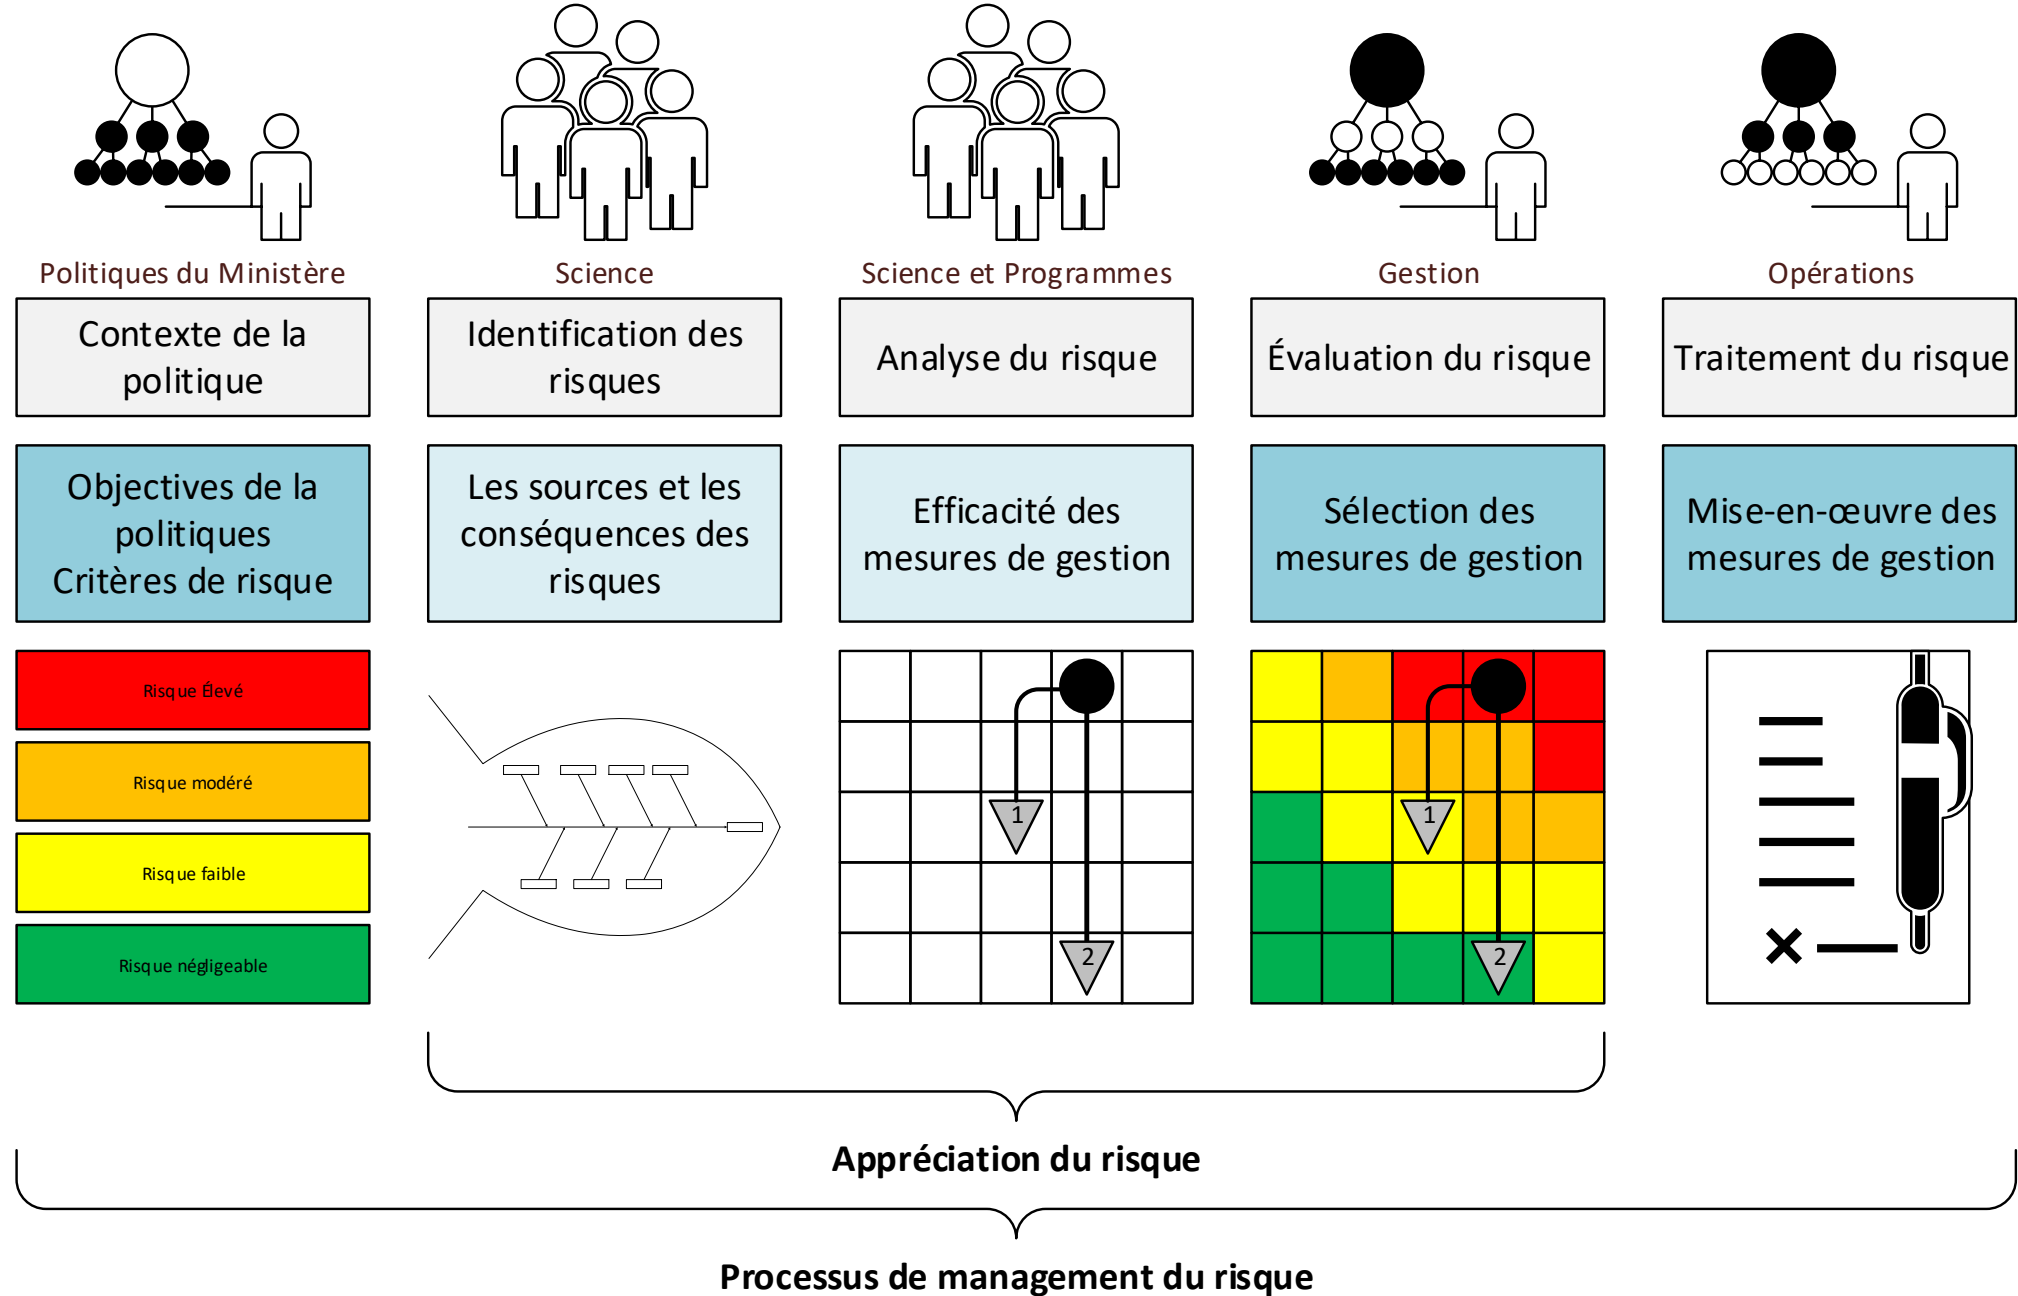 Politiques du Ministère
Science
Science et Programmes
Gestion
Opérations
Contexte de la
politique
Identification des
risques
Analyse du risque
Évaluation du risque
Traitement du risque
Objectives de la
politiques
Critères de risque
Les sources et les
conséquences des
risques
Efficacité des
mesures de gestion
Sélection des
mesures de gestion
Mise-en-œuvre des
mesures de gestion
Risque Élevé
Risque modéré
Risque faible
Risque négligeable
1
2
1
2
Appréciation du risque
Processus de management du risque